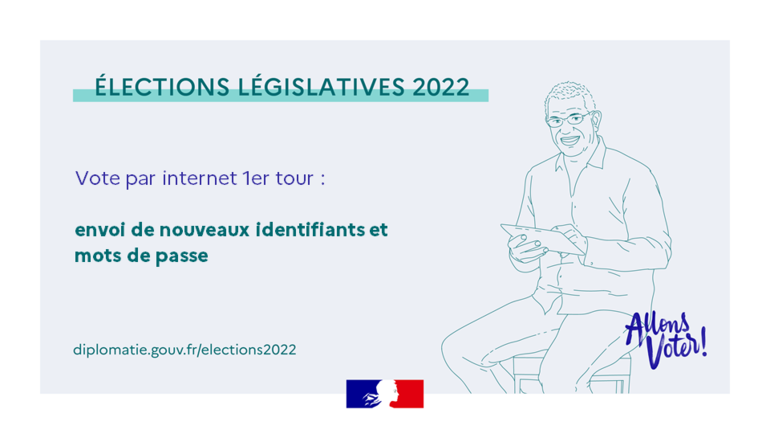 ÉLECTIONS LÉGISLATIVES 2022
Vote par internet 1er tour :
envoi de nouveaux identifiants et
mots de passe
diplomatie.gouv.fr/elections2022
Allons
Voter!